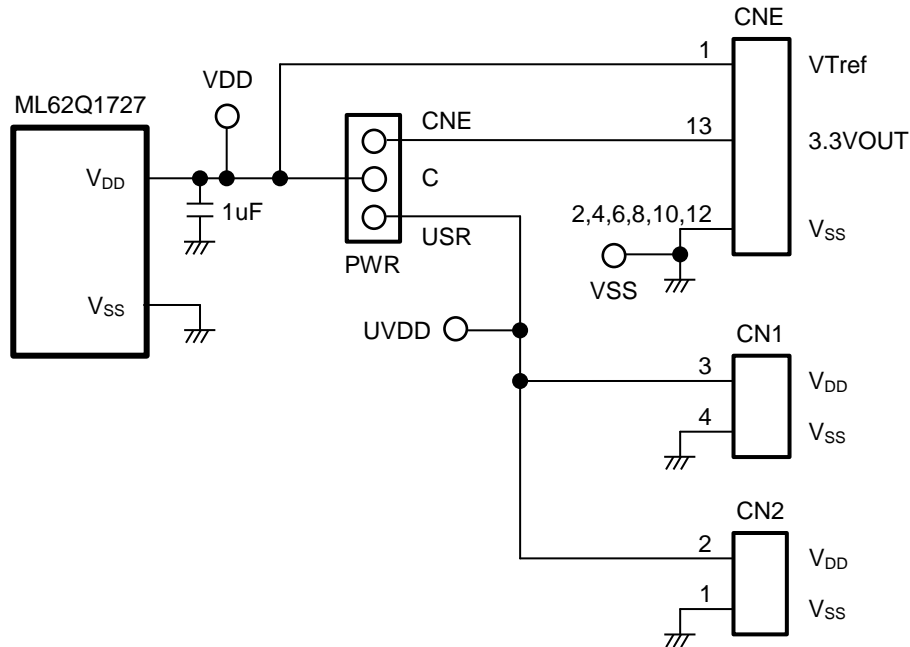 CNE
1
VTref
VDD
ML62Q1727
CNE
13
3.3VOUT
VDD
C
1uF
2,4,6,8,10,12
USR
VSS
PWR
VSS
VSS
UVDD
CN1
3
VDD
4
VSS
CN2
2
VDD
1
VSS